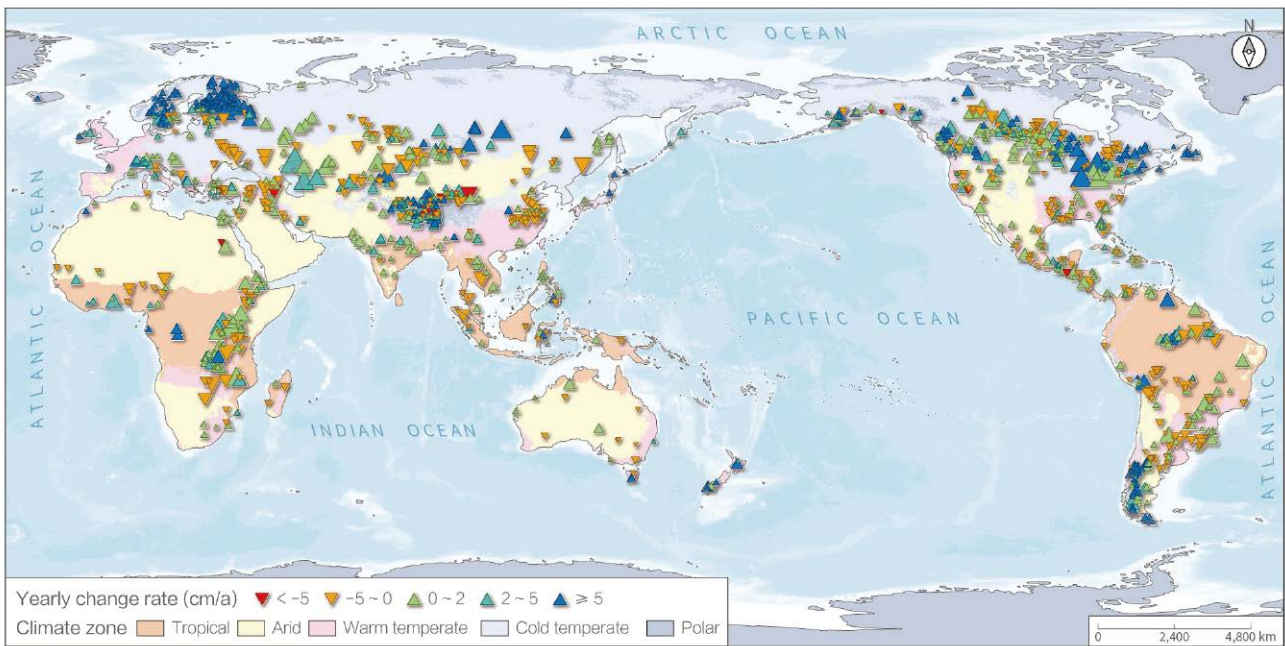 ARCTIC OCEAN
N
ATLANTIC OCEAN
PACIFIC OCEAN
INDIAN OCEAN
ATLANTIC OCEAN
Yearly change rate (cm/a) < −5 −5 ~ 0 0 ~ 2 2 ~ 5 ⩾ 5
Climate zone Tropical Arid Warm temperate Cold temperate Polar
0 2,400 4,800 km